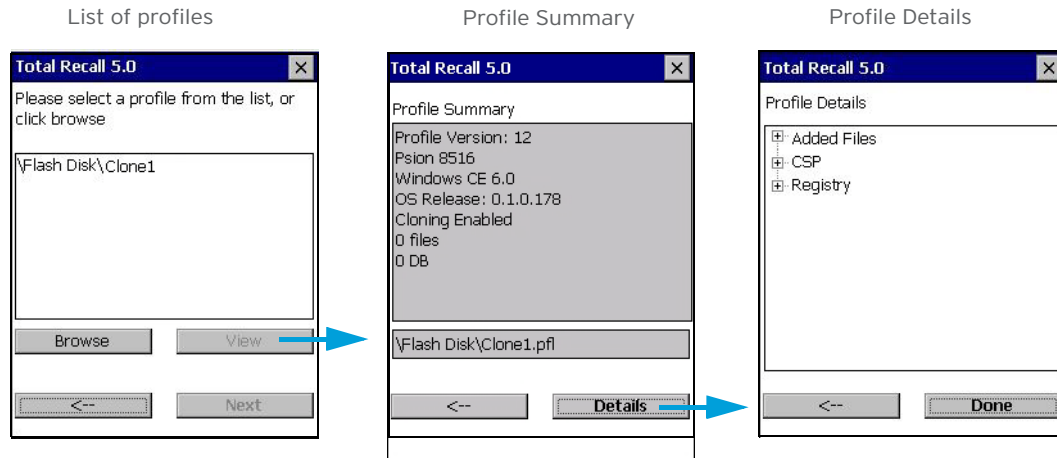 List of profiles
Total Recall 5.0
Please select a profile from the list, or
click browse
\Flash Disk\Clone1
Browse
View
<--
Next
Profile Summary
Total Recall 5.0
Profile Summary
Profile Version: 12
Psion 8516
Windows CE 6.0
OS Release: 0.1.0.178
Cloning Enabled
0 files
0 DB
\Flash Disk\Clone1.pfl
<--
Details
Profile Details
Total Recall 5.0
Profile Details
Added Files
CSP
Registry
<--
Done